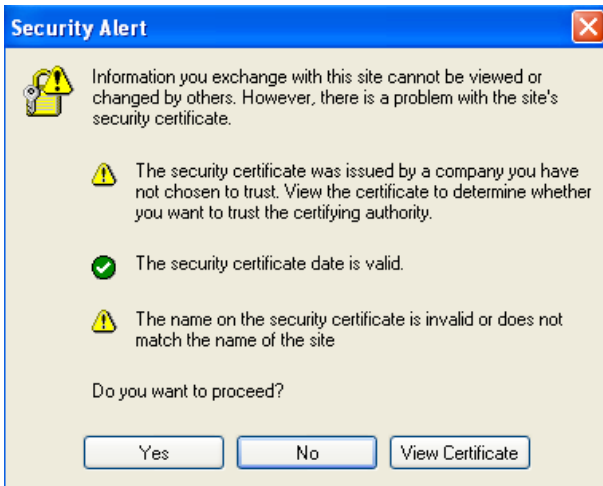 Security Alert
Information you exchange with this site cannot be viewed or
changed by others. However, there is a problem with the site's
security certificate.
The security certificate was issued by a company you have
not chosen to trust. View the certificate to determine whether
you want to trust the certifying authority.
The security certificate date is valid.
The name on the security certificate is invalid or does not
match the name of the site
Do you want to proceed?
Yes
No
View Certificate